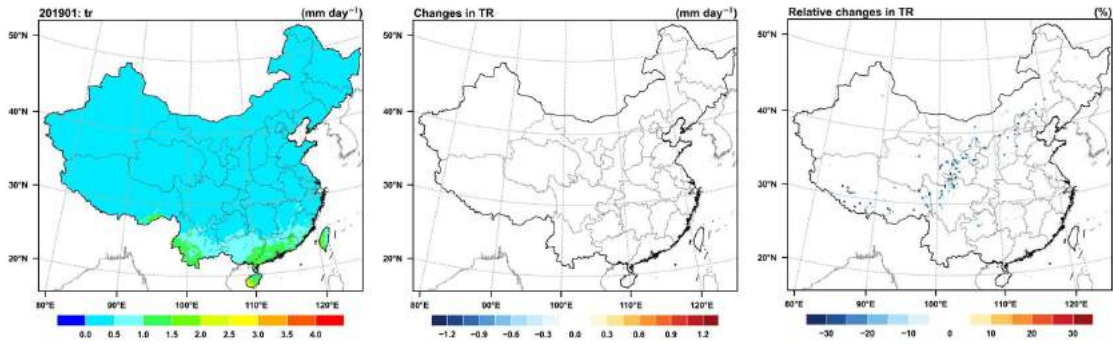 201901: tr (mm day⁻¹)
50°N
40°N
30°N
20°N
80°E 90°E 100°E 110°E 120°E
0.0 0.5 1.0 1.5 2.0 2.5 3.0 3.5 4.0
Changes in TR (mm day⁻¹)
50°N
40°N
30°N
20°N
80°E 90°E 100°E 110°E 120°E
−1.2 −0.9 −0.6 −0.3 0.0 0.3 0.6 0.9 1.2
Relative changes in TR (%)
50°N
40°N
30°N
20°N
80°E 90°E 100°E 110°E 120°E
−30 −20 −10 0 10 20 30